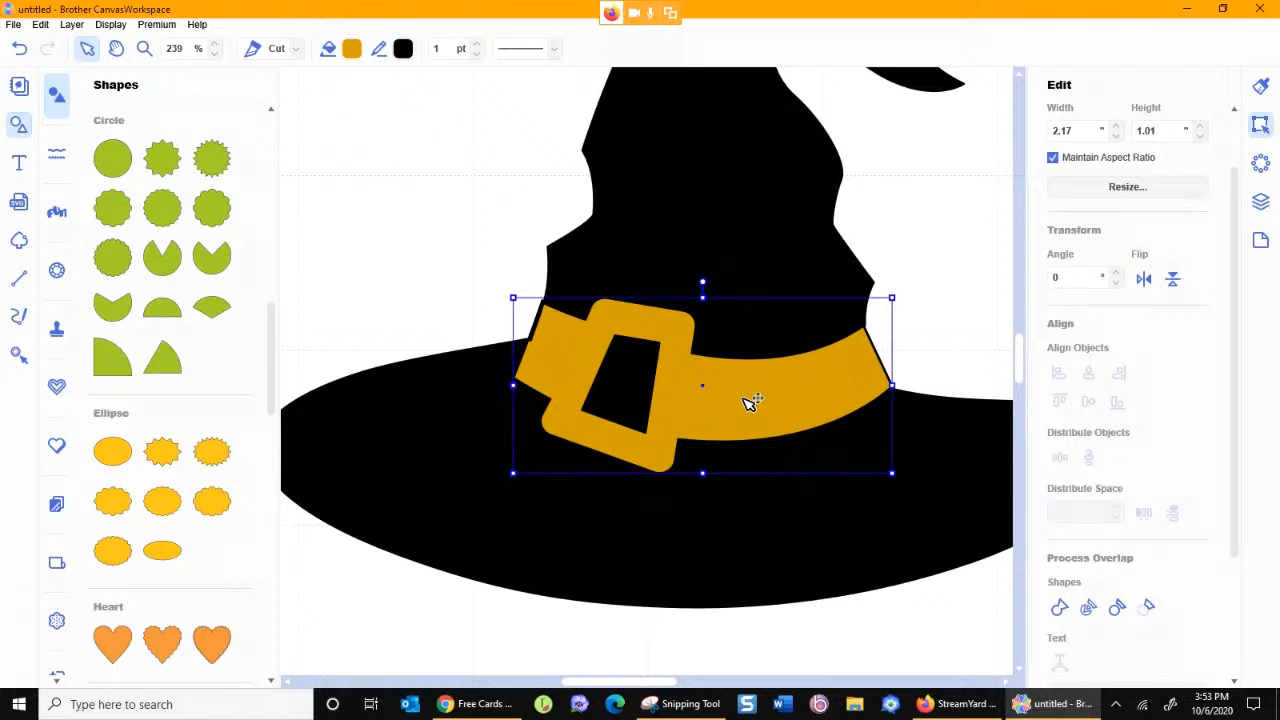 untitled - Brother CanvasWorkspace
File Edit Layer Display Premium Help
239 % Cut 1 pt
Shapes
Circle
Ellipse
Heart
Edit
Width Height
2.17 " 1.01 "
Maintain Aspect Ratio
Resize...
Transform
Angle Flip
0 °
Align
Align Objects
Distribute Objects
Distribute Space
Process Overlap
Shapes
Text
Type here to search
Free Cards ...
Snipping Tool
StreamYard ...
untitled - Br...
3:53 PM
10/6/2020